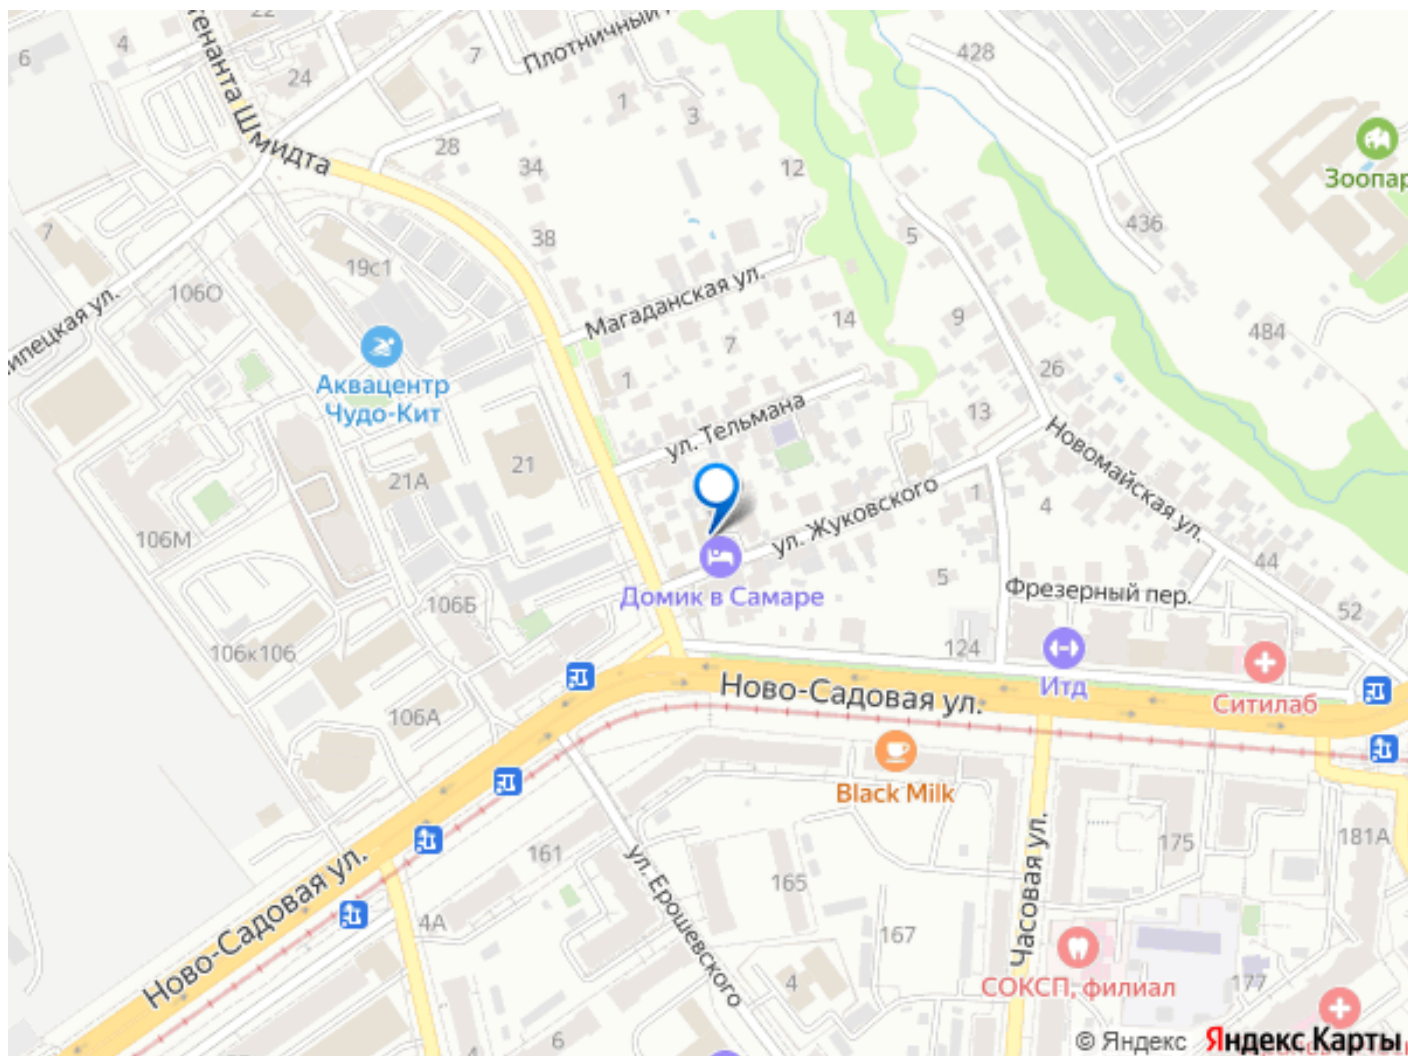 22
4
6
24
7
Плотничный
428
енанта Шмидта
1
3
28
34
12
Зоопар
5
436
38
7
19с1
106О
Магаданская ул.
14
9
484
ипецкая ул.
7
26
Аквацентр
Чудо-Кит
1
ул. Тельмана
13
21
21А
Новомайская ул.
ул. Жуковского
1
4
106М
44
5
Фрезерный пер.
Домик в Самаре
106Б
52
124
106к106
Итд
Ситилаб
Ново-Садовая ул.
106А
Black Milk
175
181А
161
ул. Ерошевского
165
Часовая ул.
Ново-Садовая ул.
4А
167
4
СОКСП, филиал
177
6
© Яндекс Яндекс Карты